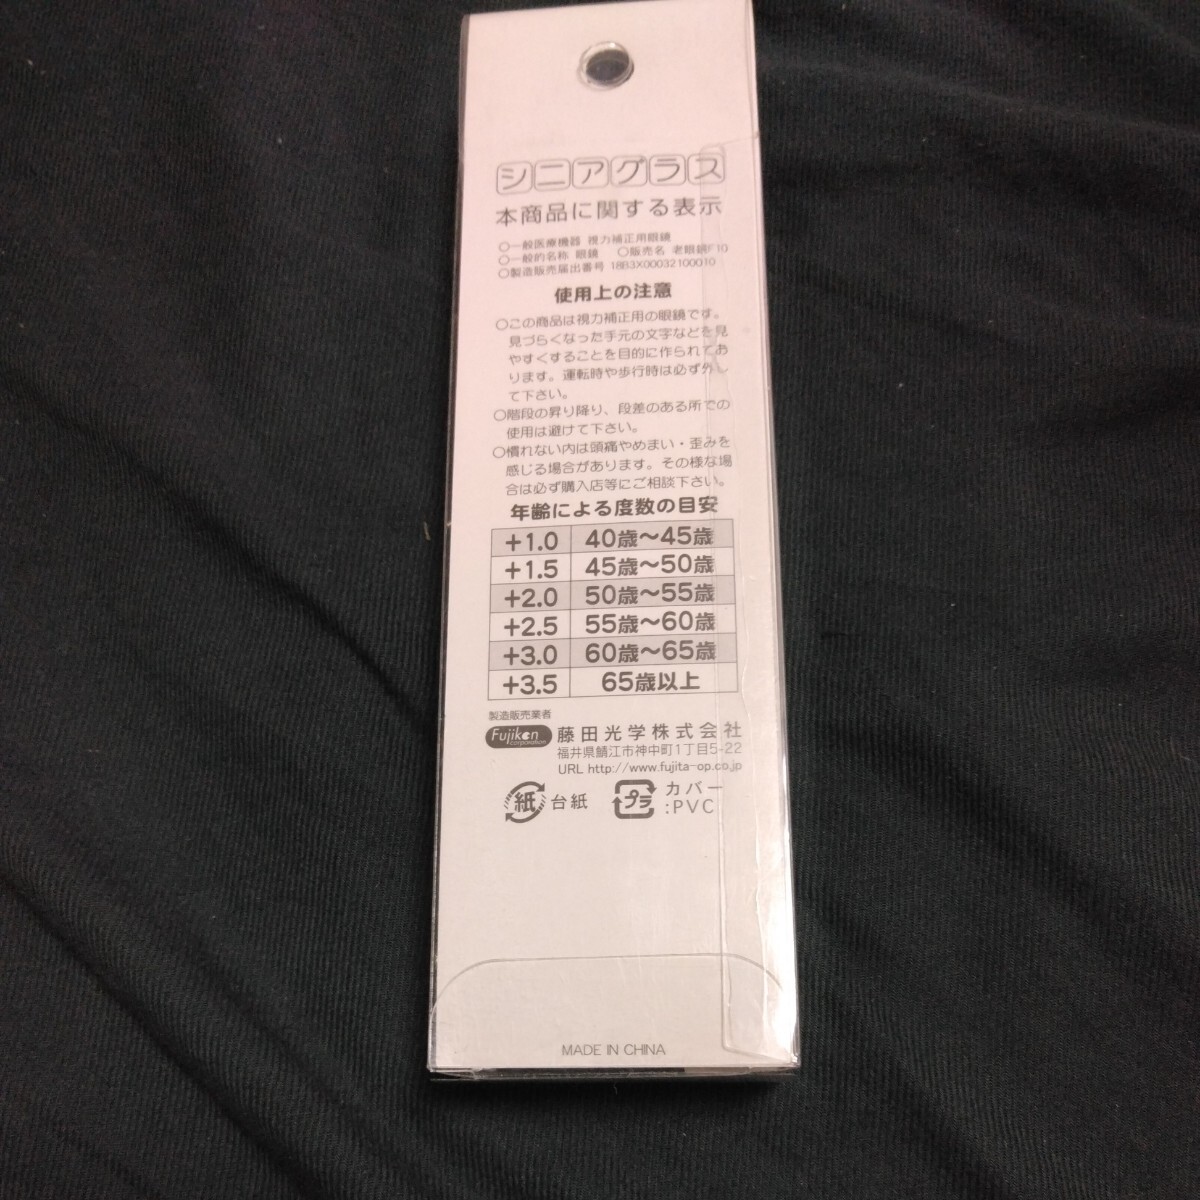 シニアグラス
本商品に関する表示
○一般医療機器 視力補正用眼鏡
○一般的名称 眼鏡 ○販売名 老眼鏡F10
○製造販売届出番号 18B3X00032100010
使用上の注意
○この商品は視力補正用の眼鏡です。
見づらくなった手元の文字などを見
やすくすることを目的に作られてあ
ります。運転時や歩行時は必ず外し
て下さい。
○階段の昇り降り、段差のある所での
使用は避けて下さい。
○慣れない内は頭痛やめまい・歪みを
感じる場合があります。その様な場
合は必ず購入店等にご相談下さい。
年齢による度数の目安
+1.0 40歳〜45歳
+1.5 45歳〜50歳
+2.0 50歳〜55歳
+2.5 55歳〜60歳
+3.0 60歳〜65歳
+3.5 65歳以上
製造販売業者
Fujikon corporation 藤田光学株式会社
福井県鯖江市神中町1丁目5-22
URL http://www.fujita-op.co.jp
紙 台紙 プラ カバー
:PVC
MADE IN CHINA